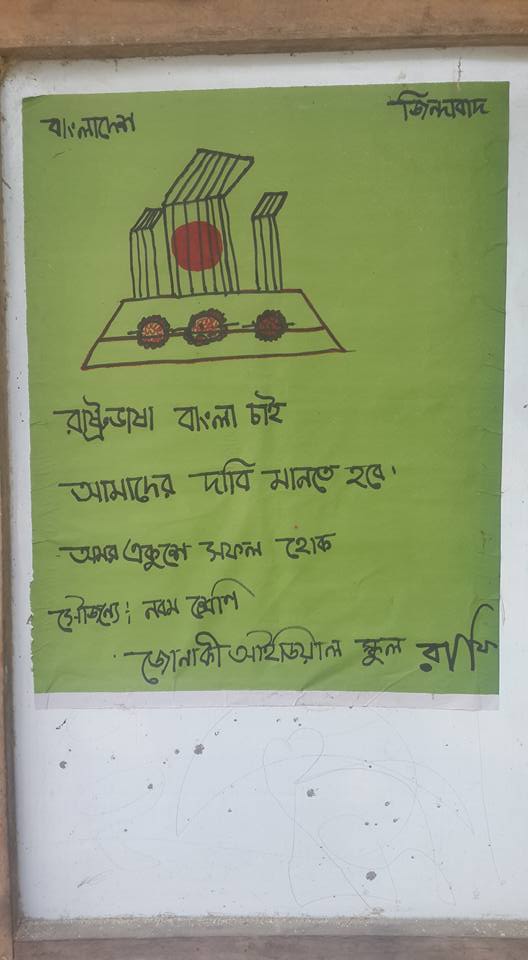 বাংলাদেশ জিন্দাবাদ
রাষ্ট্রভাষা বাংলা চাই
আমাদের দাবি মানতে হবে।
অমর একুশে সফল হোক
সৌজন্যে: নবম শ্রেণি
জোনাকী আইডিয়াল স্কুল রাফি